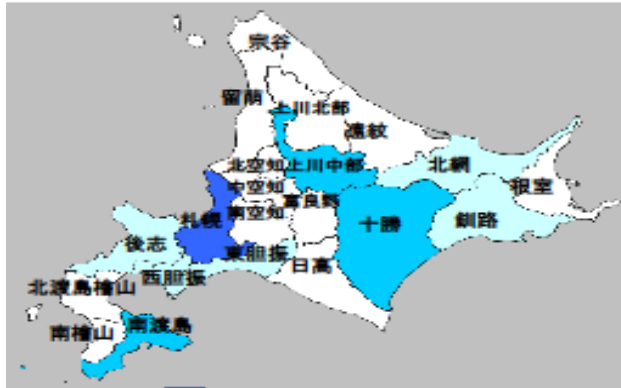 宗谷
留萌
上川北部
遠紋
北空知
上川中部
北網
中空知
根室
富良野
札幌
南空知
十勝
釧路
後志
東胆振
日高
西胆振
北渡島檜山
南渡島
南檜山